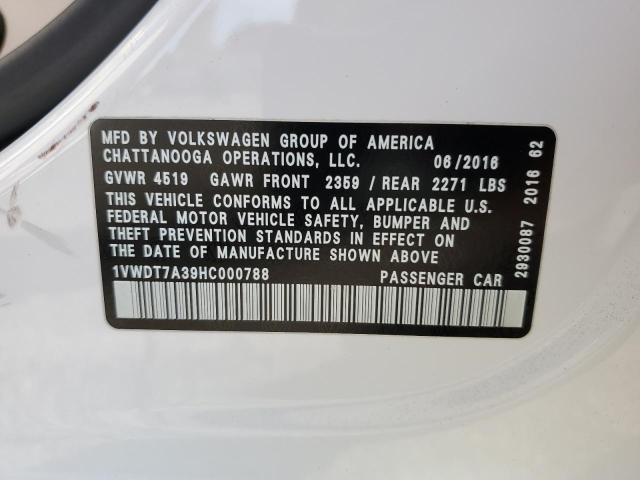 MFD BY VOLKSWAGEN GROUP OF AMERICA
CHATTANOOGA OPERATIONS, LLC. 06/2016
GVWR 4519 GAWR FRONT 2359 / REAR 2271 LBS
THIS VEHICLE CONFORMS TO ALL APPLICABLE U.S.
FEDERAL MOTOR VEHICLE SAFETY, BUMPER AND
THEFT PREVENTION STANDARDS IN EFFECT ON
THE DATE OF MANUFACTURE SHOWN ABOVE
1VWDT7A39HC000788 PASSENGER CAR
2930087 2016 62